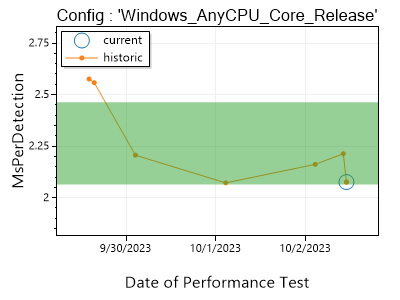 Config : 'Windows_AnyCPU_Core_Release'
current
historic
2.75
2.5
2.25
2
MsPerDetection
9/30/2023
10/1/2023
10/2/2023
Date of Performance Test